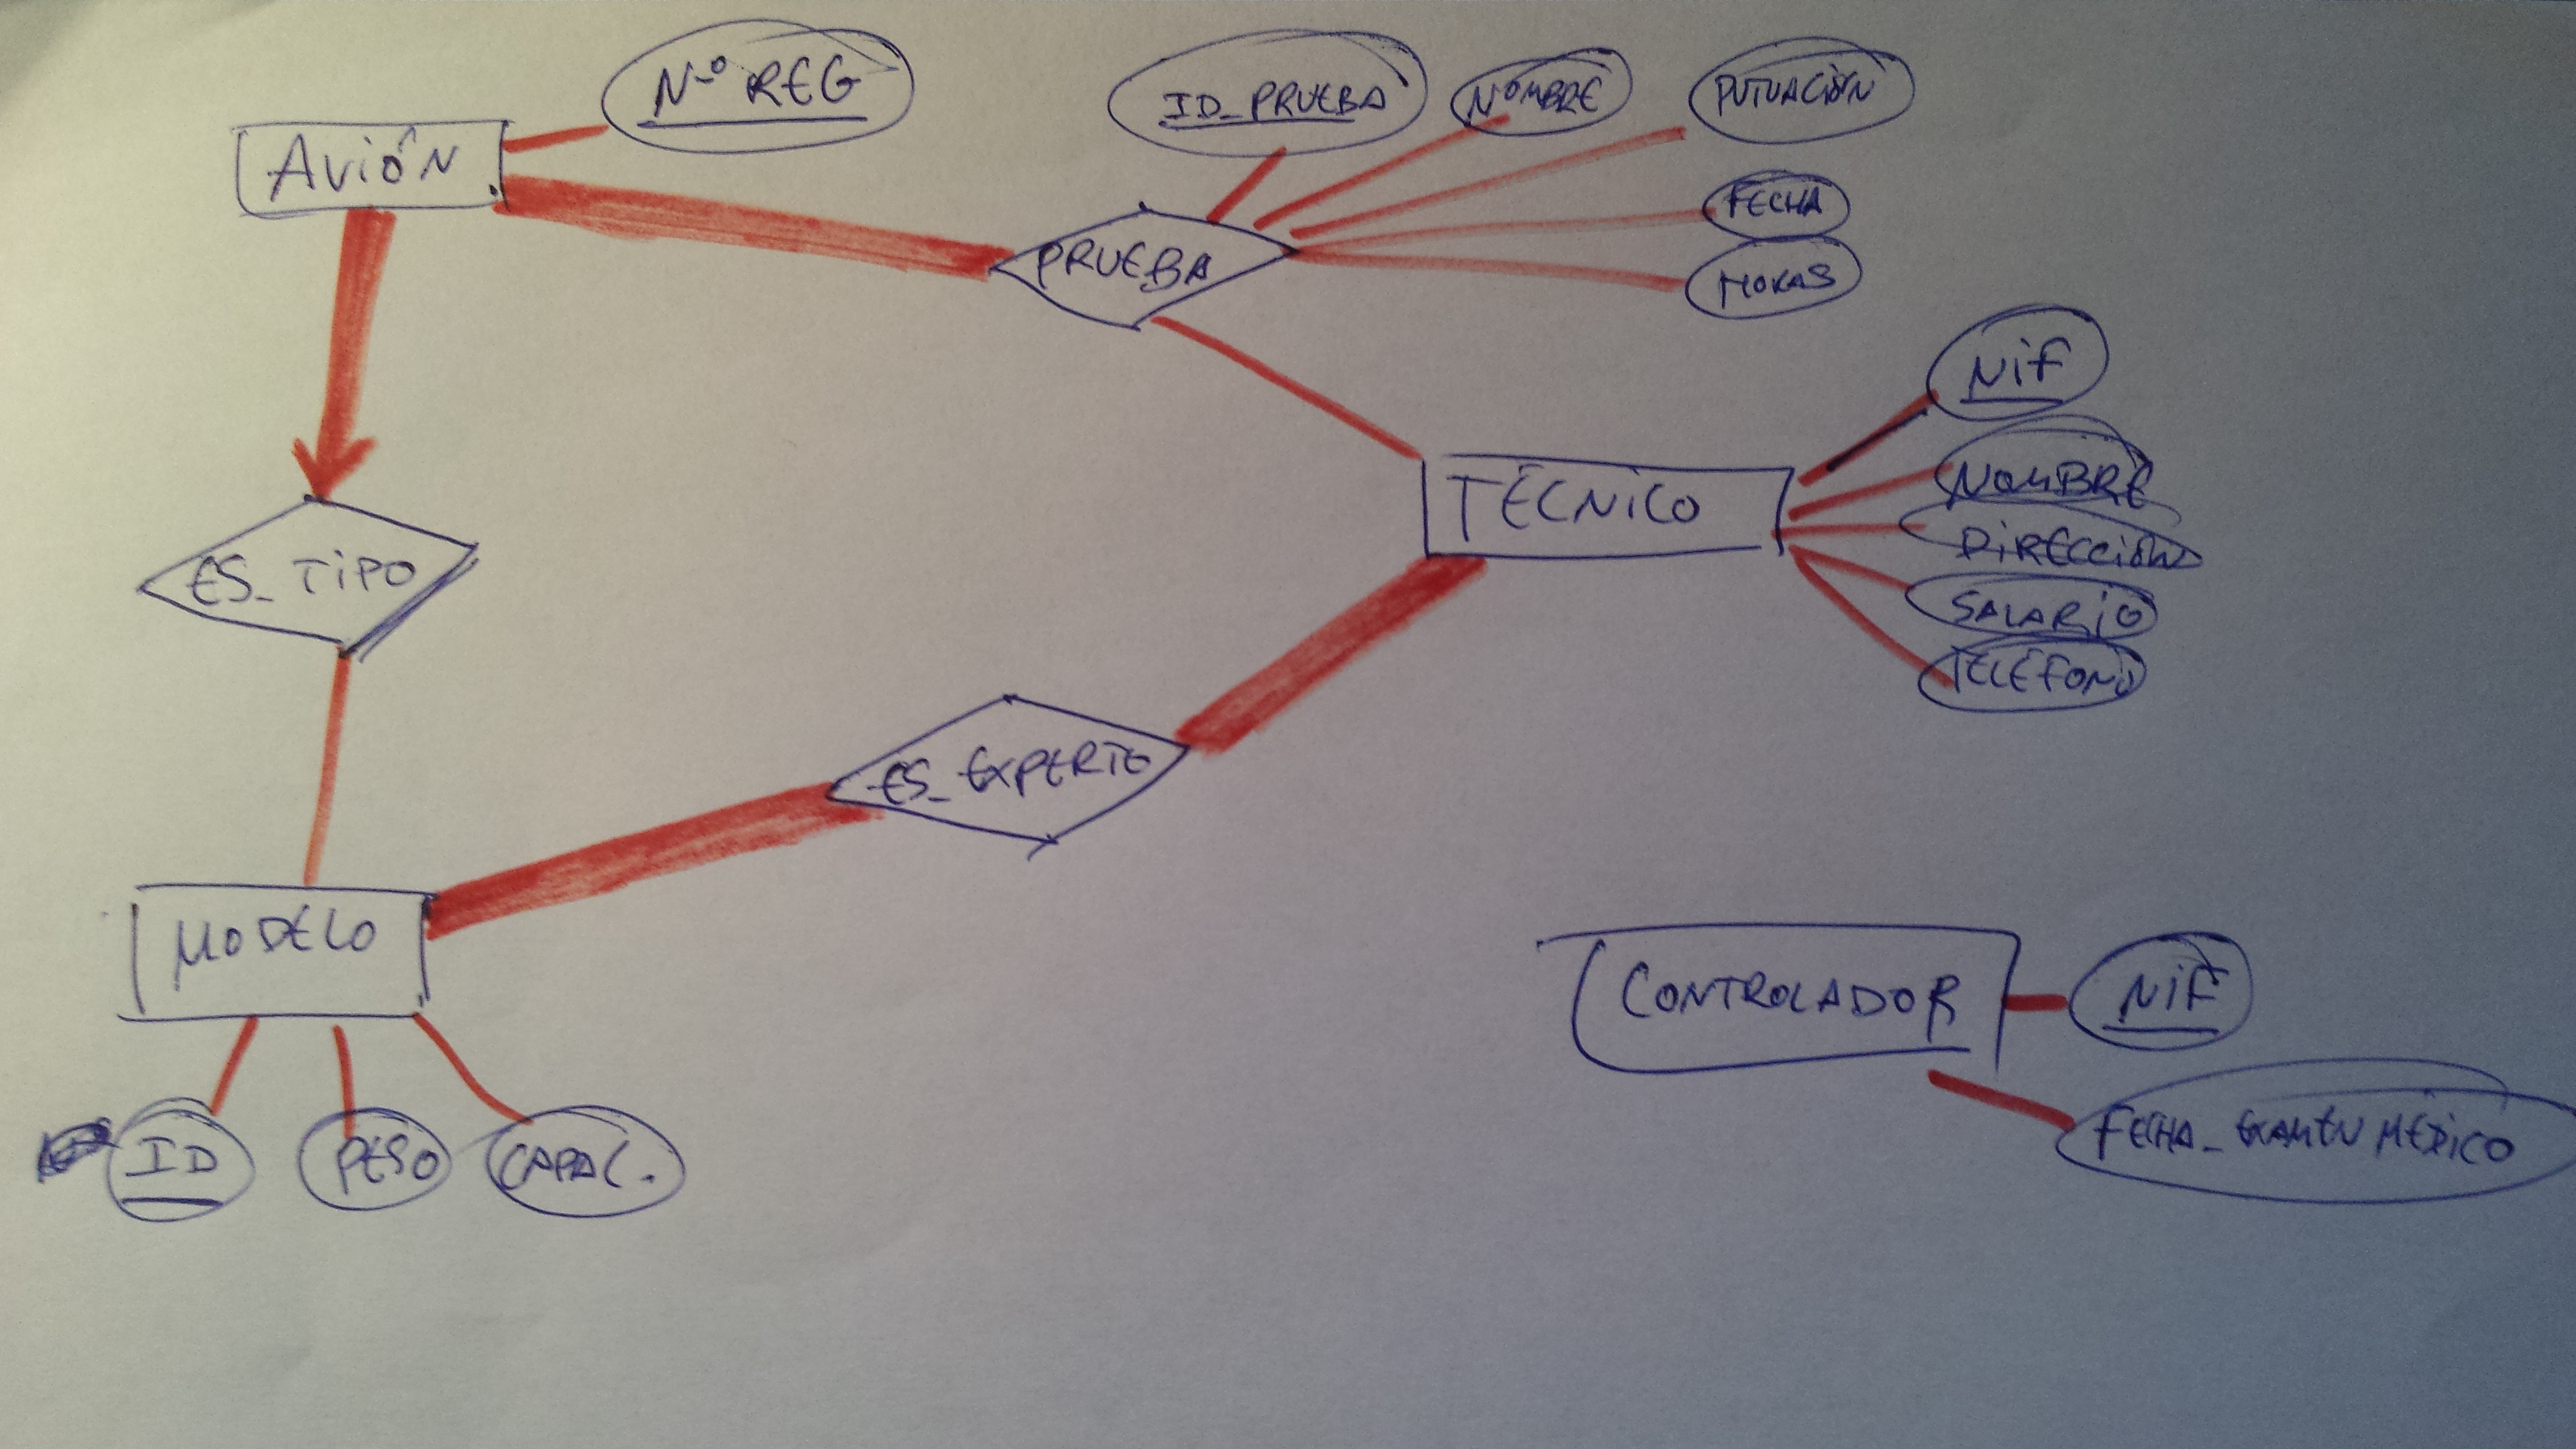 AVIÓN
Nº REG
ID_PRUEBA
NOMBRE
PUTUACIÓN
FECHA
HORAS
PRUEBA
ES_TIPO
TÉCNICO
NIF
NOMBRE
DIRECCIÓN
SALARIO
TELÉFONO
ES_EXPERTO
MODELO
ID
PESO
CAPAC.
CONTROLADOR
NIF
FECHA_EXAMEN MÉDICO